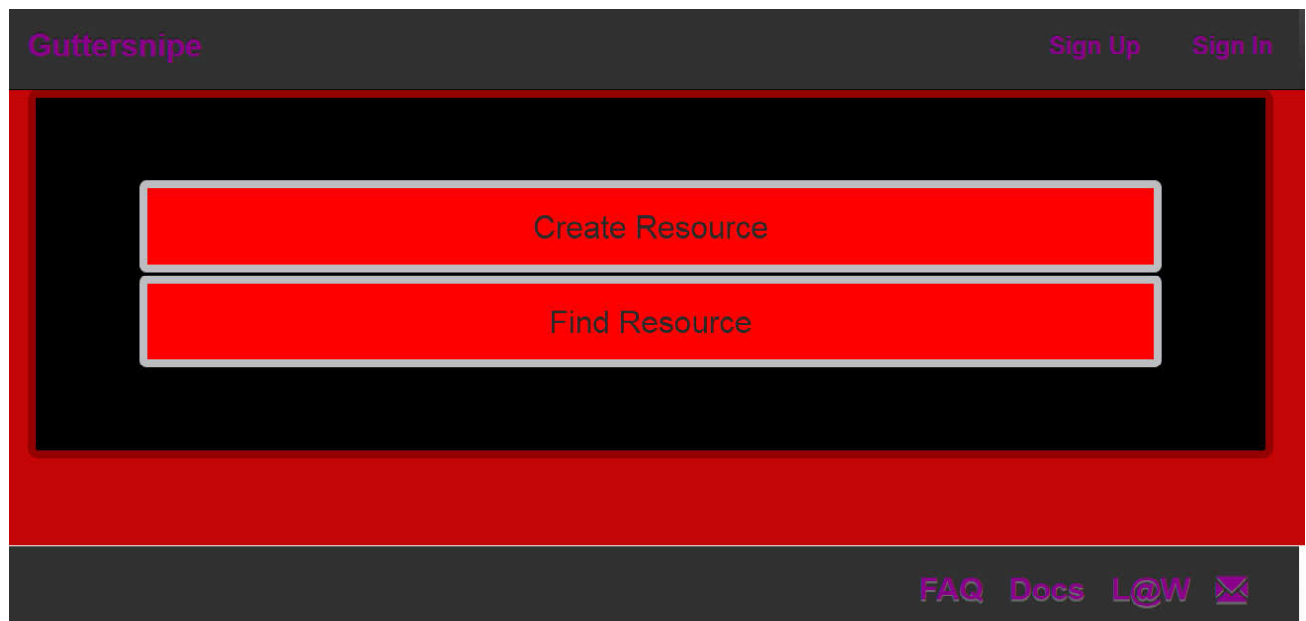 Guttersnipe Sign Up Sign In
Create Resource
Find Resource
FAQ Docs L@W